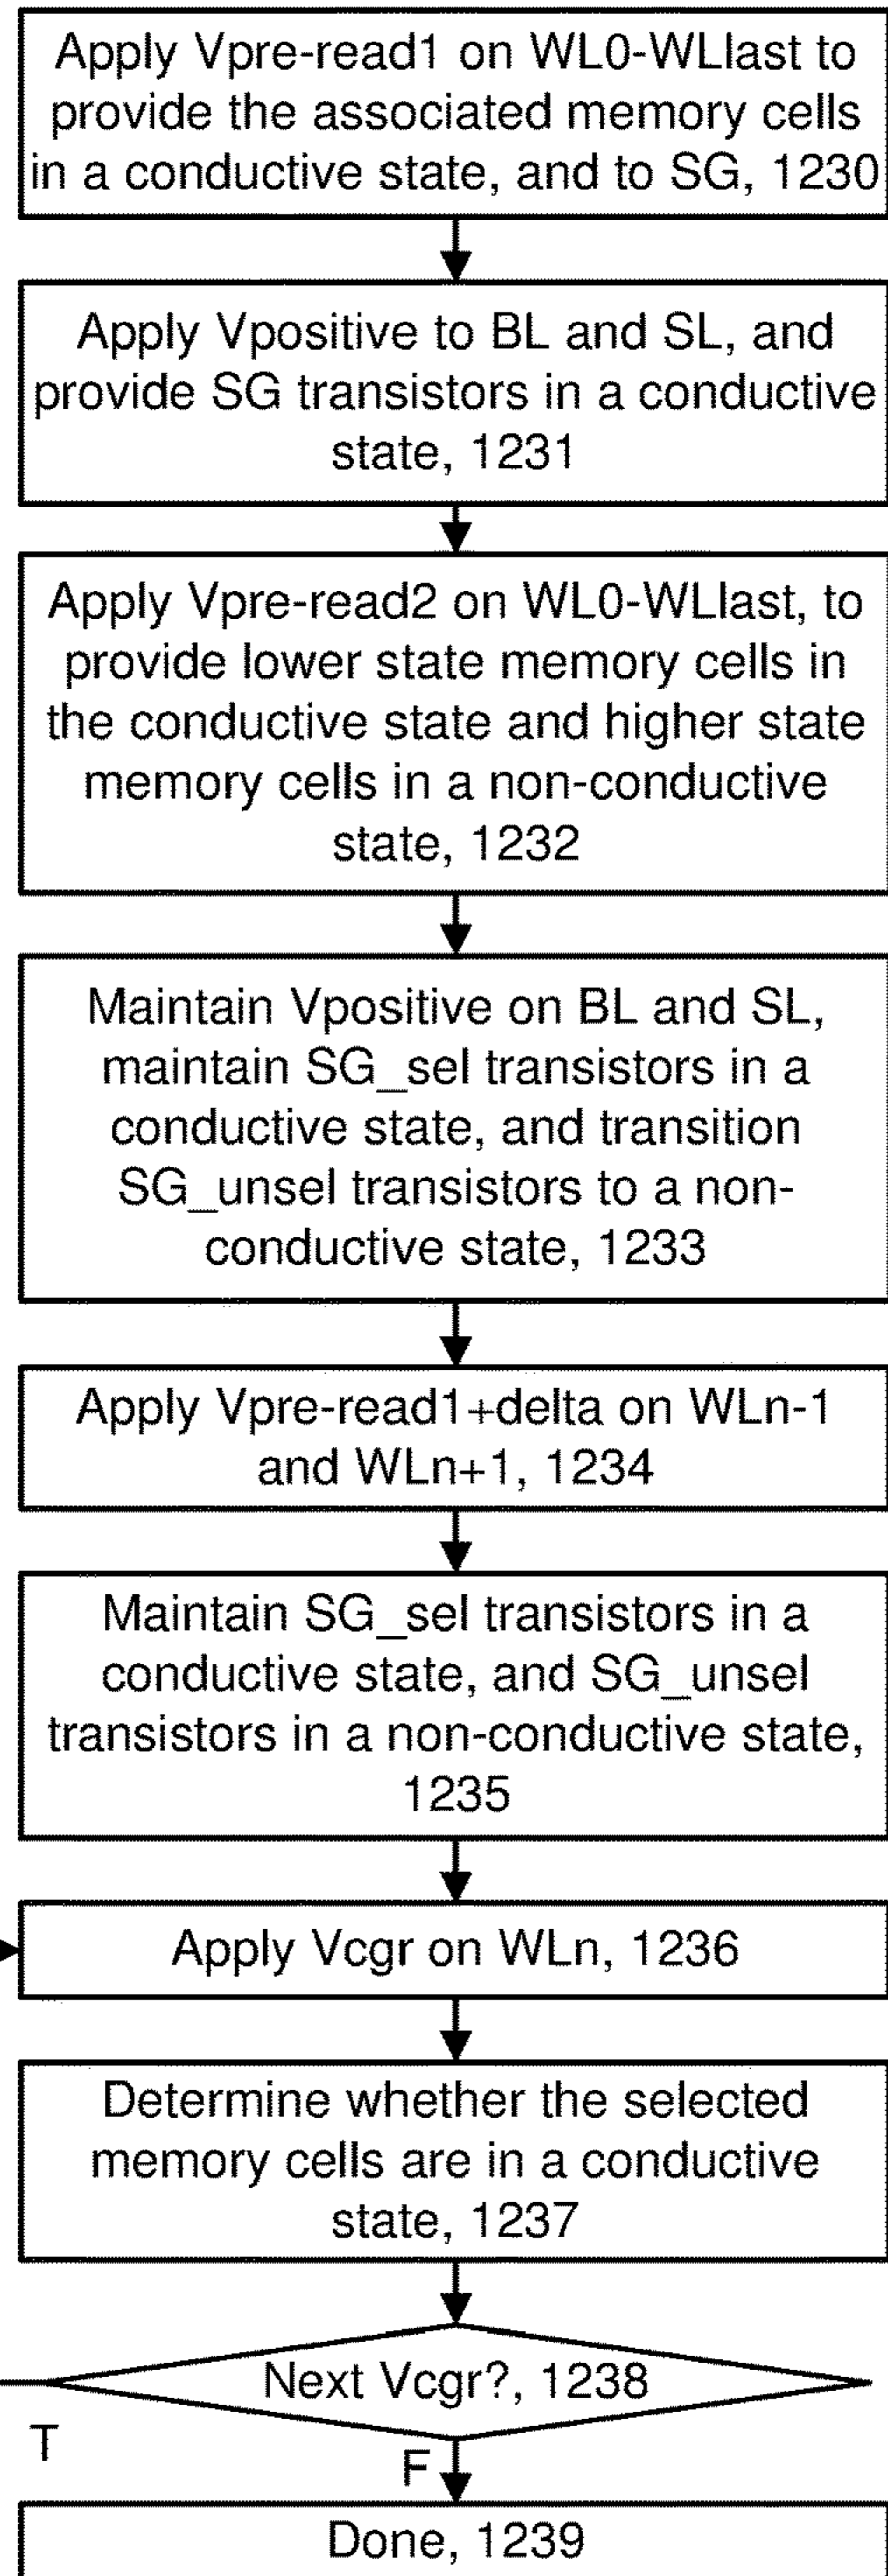 Apply Vpre-read1 on WL0-WLlast to
provide the associated memory cells
in a conductive state, and to SG, 1230
Apply Vpositive to BL and SL, and
provide SG transistors in a conductive
state, 1231
Apply Vpre-read2 on WL0-WLlast, to
provide lower state memory cells in
the conductive state and higher state
memory cells in a non-conductive
state, 1232
Maintain Vpositive on BL and SL,
maintain SG_sel transistors in a
conductive state, and transition
SG_unsel transistors to a non-
conductive state, 1233
Apply Vpre-read1+delta on WLn-1
and WLn+1, 1234
Maintain SG_sel transistors in a
conductive state, and SG_unsel
transistors in a non-conductive state,
1235
Apply Vcgr on WLn, 1236
Determine whether the selected
memory cells are in a conductive
state, 1237
Next Vcgr?, 1238
T
F
Done, 1239